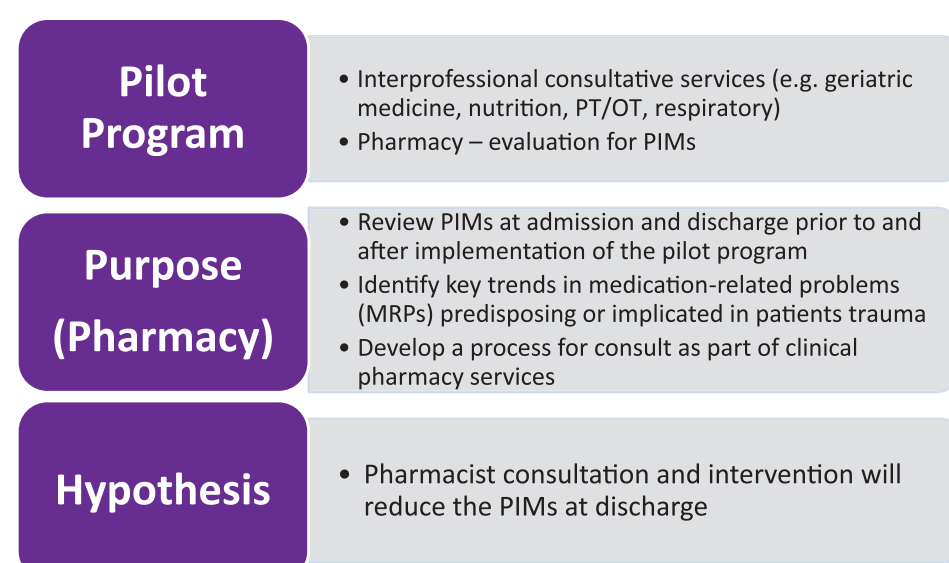 Pilot
Program
• Interprofessional consultative services (e.g. geriatric
medicine, nutrition, PT/OT, respiratory)
• Pharmacy – evaluation for PIMs
Purpose
(Pharmacy)
• Review PIMs at admission and discharge prior to and
after implementation of the pilot program
• Identify key trends in medication-related problems
(MRPs) predisposing or implicated in patients trauma
• Develop a process for consult as part of clinical
pharmacy services
Hypothesis
• Pharmacist consultation and intervention will
reduce the PIMs at discharge